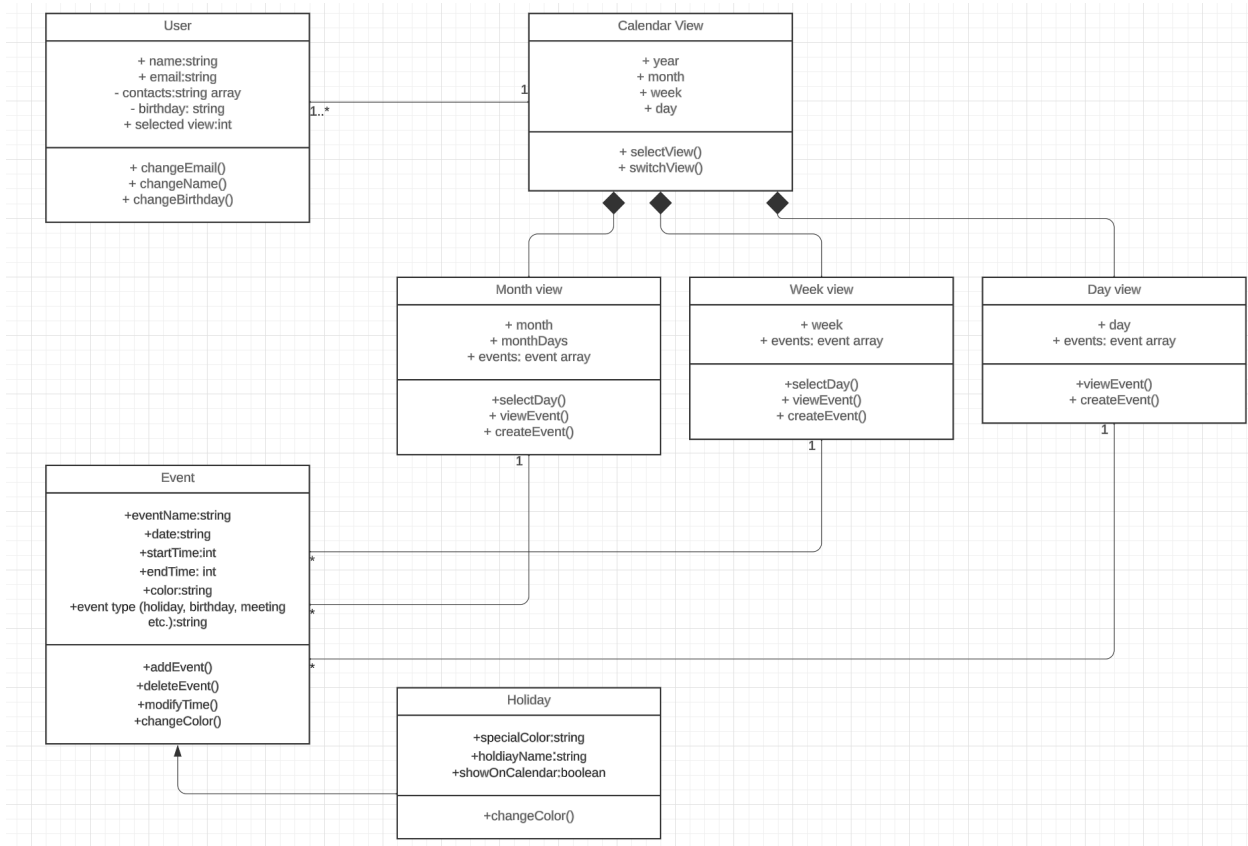 User
+ name:string
+ email:string
- contacts:string array
- birthday: string
+ selected view:int
+ changeEmail()
+ changeName()
+ changeBirthday()
1..*
1
Calendar View
+ year
+ month
+ week
+ day
+ selectView()
+ switchView()
Month view
+ month
+ monthDays
+ events: event array
+selectDay()
+ viewEvent()
+ createEvent()
1
Week view
+ week
+ events: event array
+selectDay()
+ viewEvent()
+ createEvent()
1
Day view
+ day
+ events: event array
+viewEvent()
+ createEvent()
1
Event
+eventName:string
+date:string
+startTime:int
+endTime: int
+color:string
+event type (holiday, birthday, meeting
etc.):string
+addEvent()
+deleteEvent()
+modifyTime()
+changeColor()
*
*
*
Holiday
+specialColor:string
+holdiayName:string
+showOnCalendar:boolean
+changeColor()